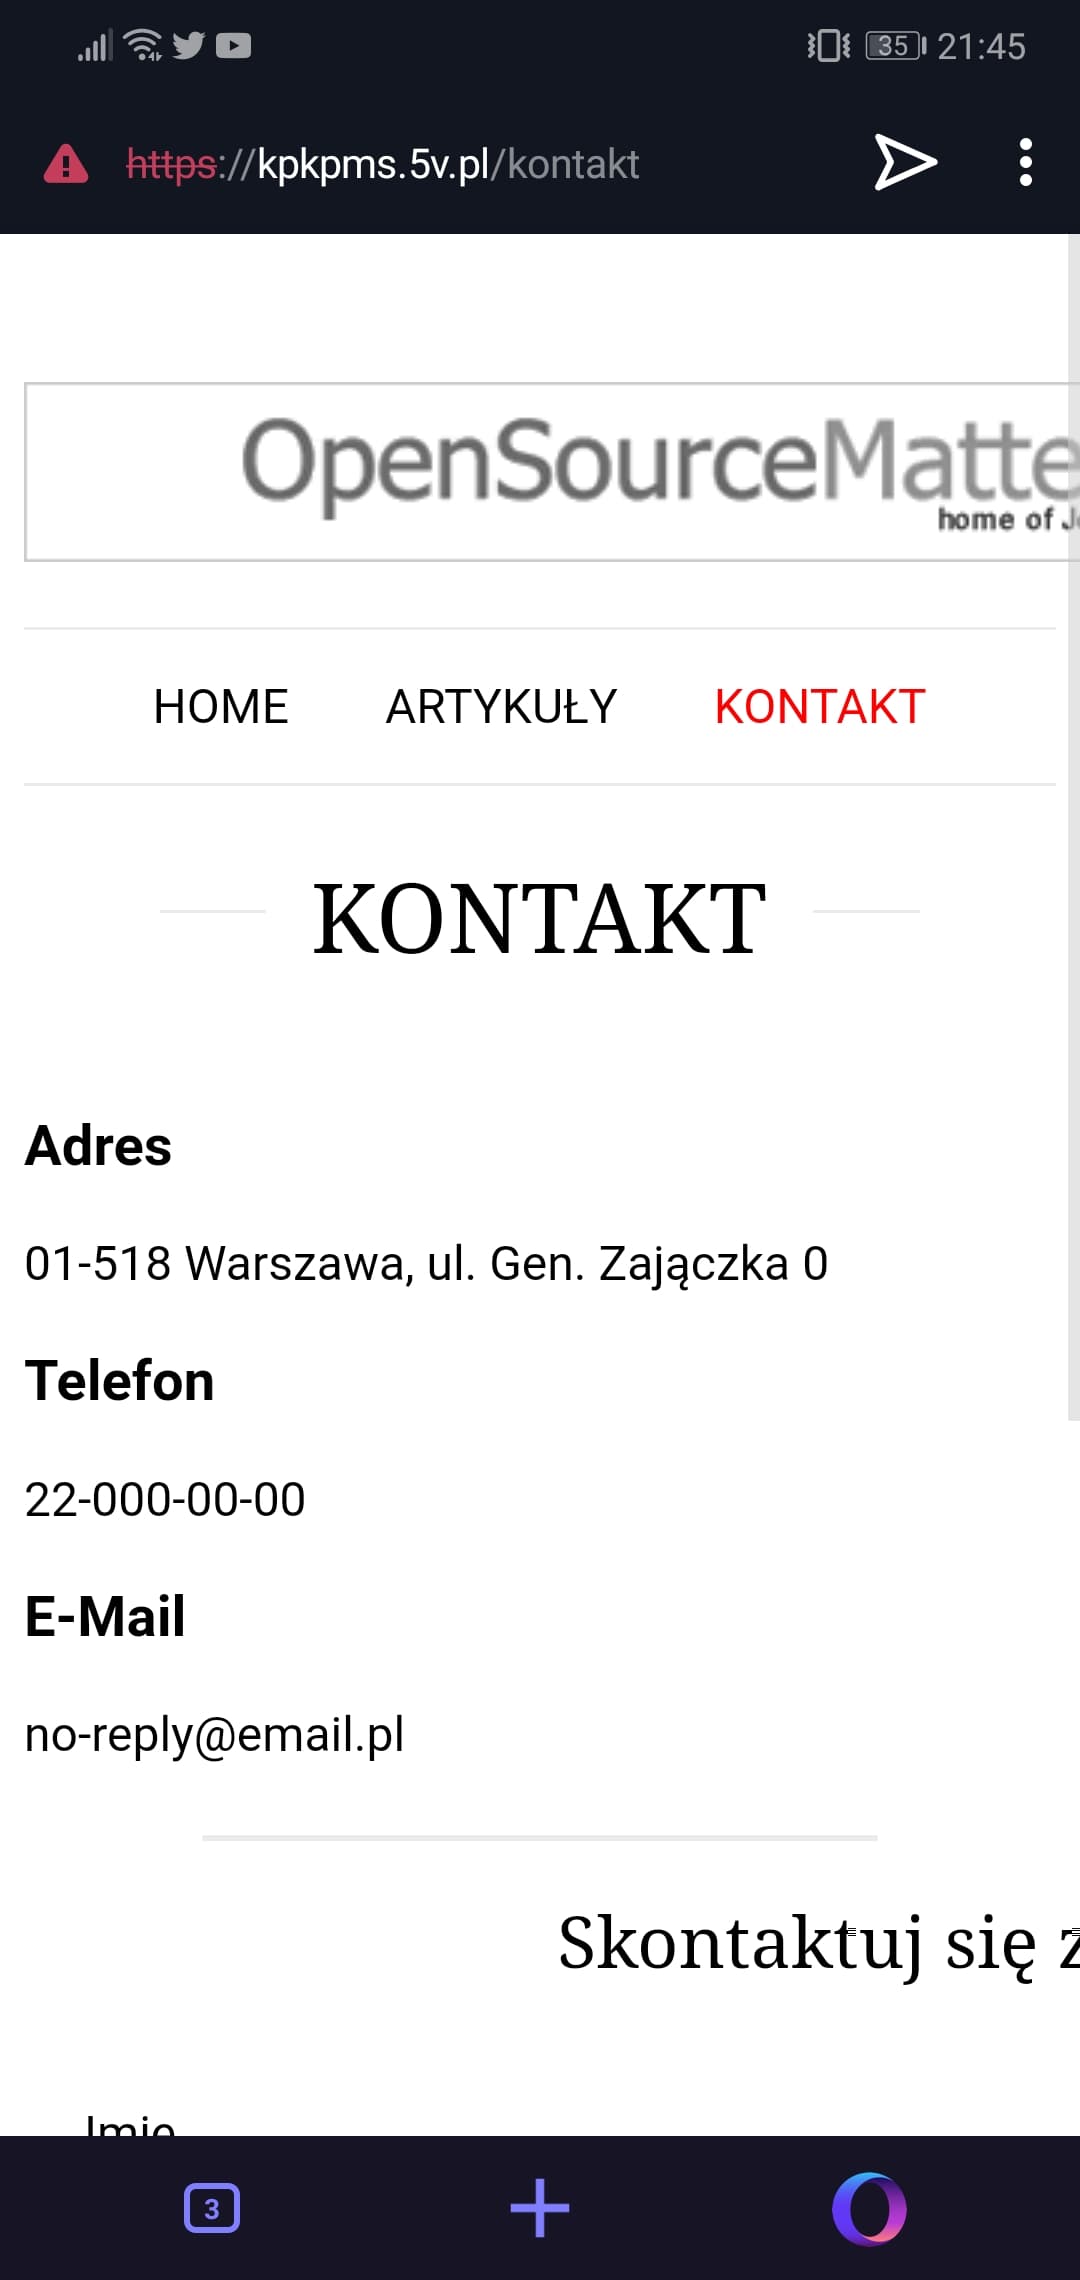 35 21:45
https://kpkpms.5v.pl/kontakt
OpenSourceMatte
home of
HOME ARTYKUŁY KONTAKT
KONTAKT
Adres
01-518 Warszawa, ul. Gen. Zajączka 0
Telefon
22-000-00-00
E-Mail
no-reply@email.pl
Skontaktuj się z
Imię
3